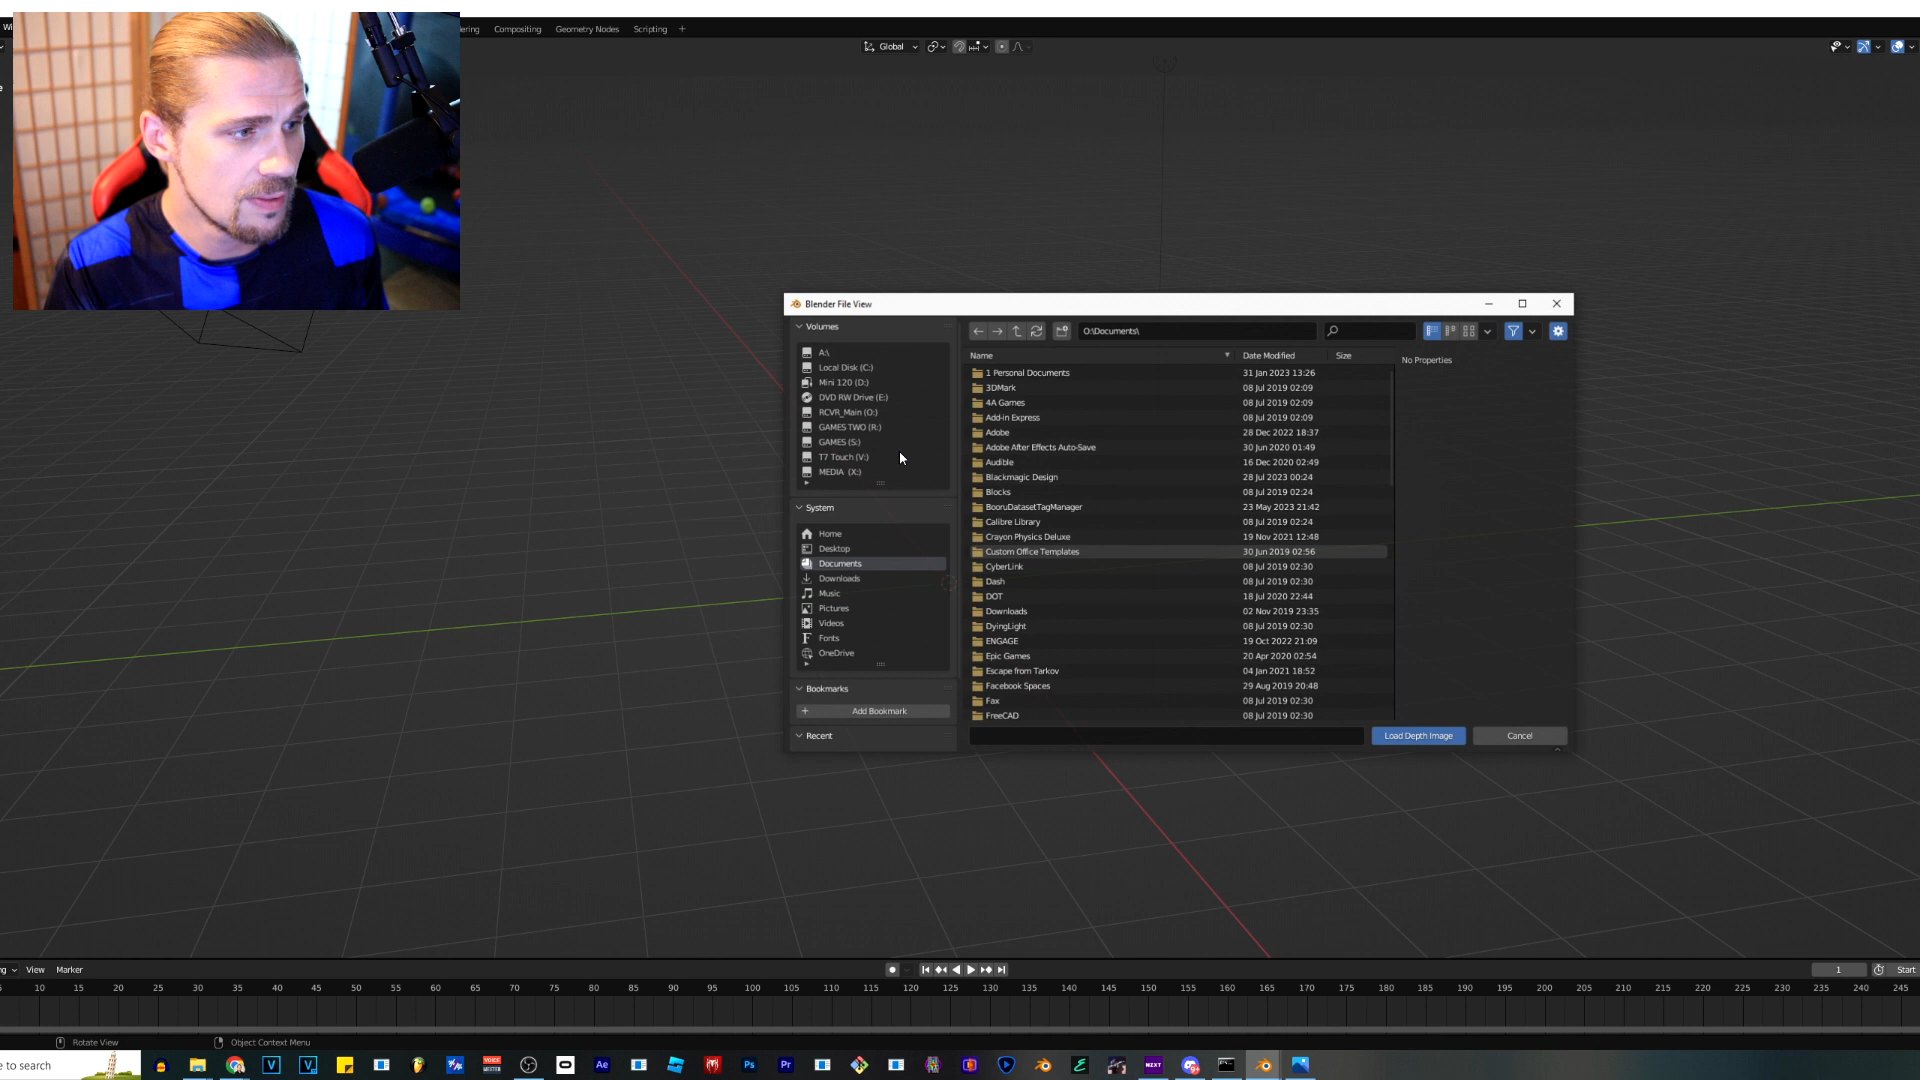 Wi
ering Compositing Geometry Nodes Scripting +
Global
Blender File View
Volumes
A:\
Local Disk (C:)
Mini 120 (D:)
DVD RW Drive (E:)
RCVR_Main (O:)
GAMES TWO (R:)
GAMES (S:)
T7 Touch (V:)
MEDIA (X:)
System
Home
Desktop
Documents
Downloads
Music
Pictures
Videos
Fonts
OneDrive
Bookmarks
+ Add Bookmark
Recent
O:\Documents\
Name Date Modified Size
1 Personal Documents 31 Jan 2023 13:26
3DMark 08 Jul 2019 02:09
4A Games 08 Jul 2019 02:09
Add-in Express 08 Jul 2019 02:09
Adobe 28 Dec 2022 18:37
Adobe After Effects Auto-Save 30 Jun 2020 01:49
Audible 16 Dec 2020 02:49
Blackmagic Design 28 Jul 2023 00:24
Blocks 08 Jul 2019 02:24
BooruDatasetTagManager 23 May 2023 21:42
Calibre Library 08 Jul 2019 02:24
Crayon Physics Deluxe 19 Nov 2021 12:48
Custom Office Templates 30 Jun 2019 02:56
CyberLink 08 Jul 2019 02:30
Dash 08 Jul 2019 02:30
DOT 18 Jul 2020 22:44
Downloads 02 Nov 2019 23:35
DyingLight 08 Jul 2019 02:30
ENGAGE 19 Oct 2022 21:09
Epic Games 20 Apr 2020 02:54
Escape from Tarkov 04 Jan 2021 18:52
Facebook Spaces 29 Aug 2019 20:48
Fax 08 Jul 2019 02:30
FreeCAD 08 Jul 2019 02:30
No Properties
Load Depth Image Cancel
ng View Marker
1 Start
10 15 20 25 30 35 40 45 50 55 60 65 70 75 80 85 90 95 100 105 110 115 120 125 130 135 140 145 150 155 160 165 170 175 180 185 190 195 200 205 210 215 220 225 230 235 240 245
Rotate View Object Context Menu
e to search
V V Ae Ps Pr NZXT